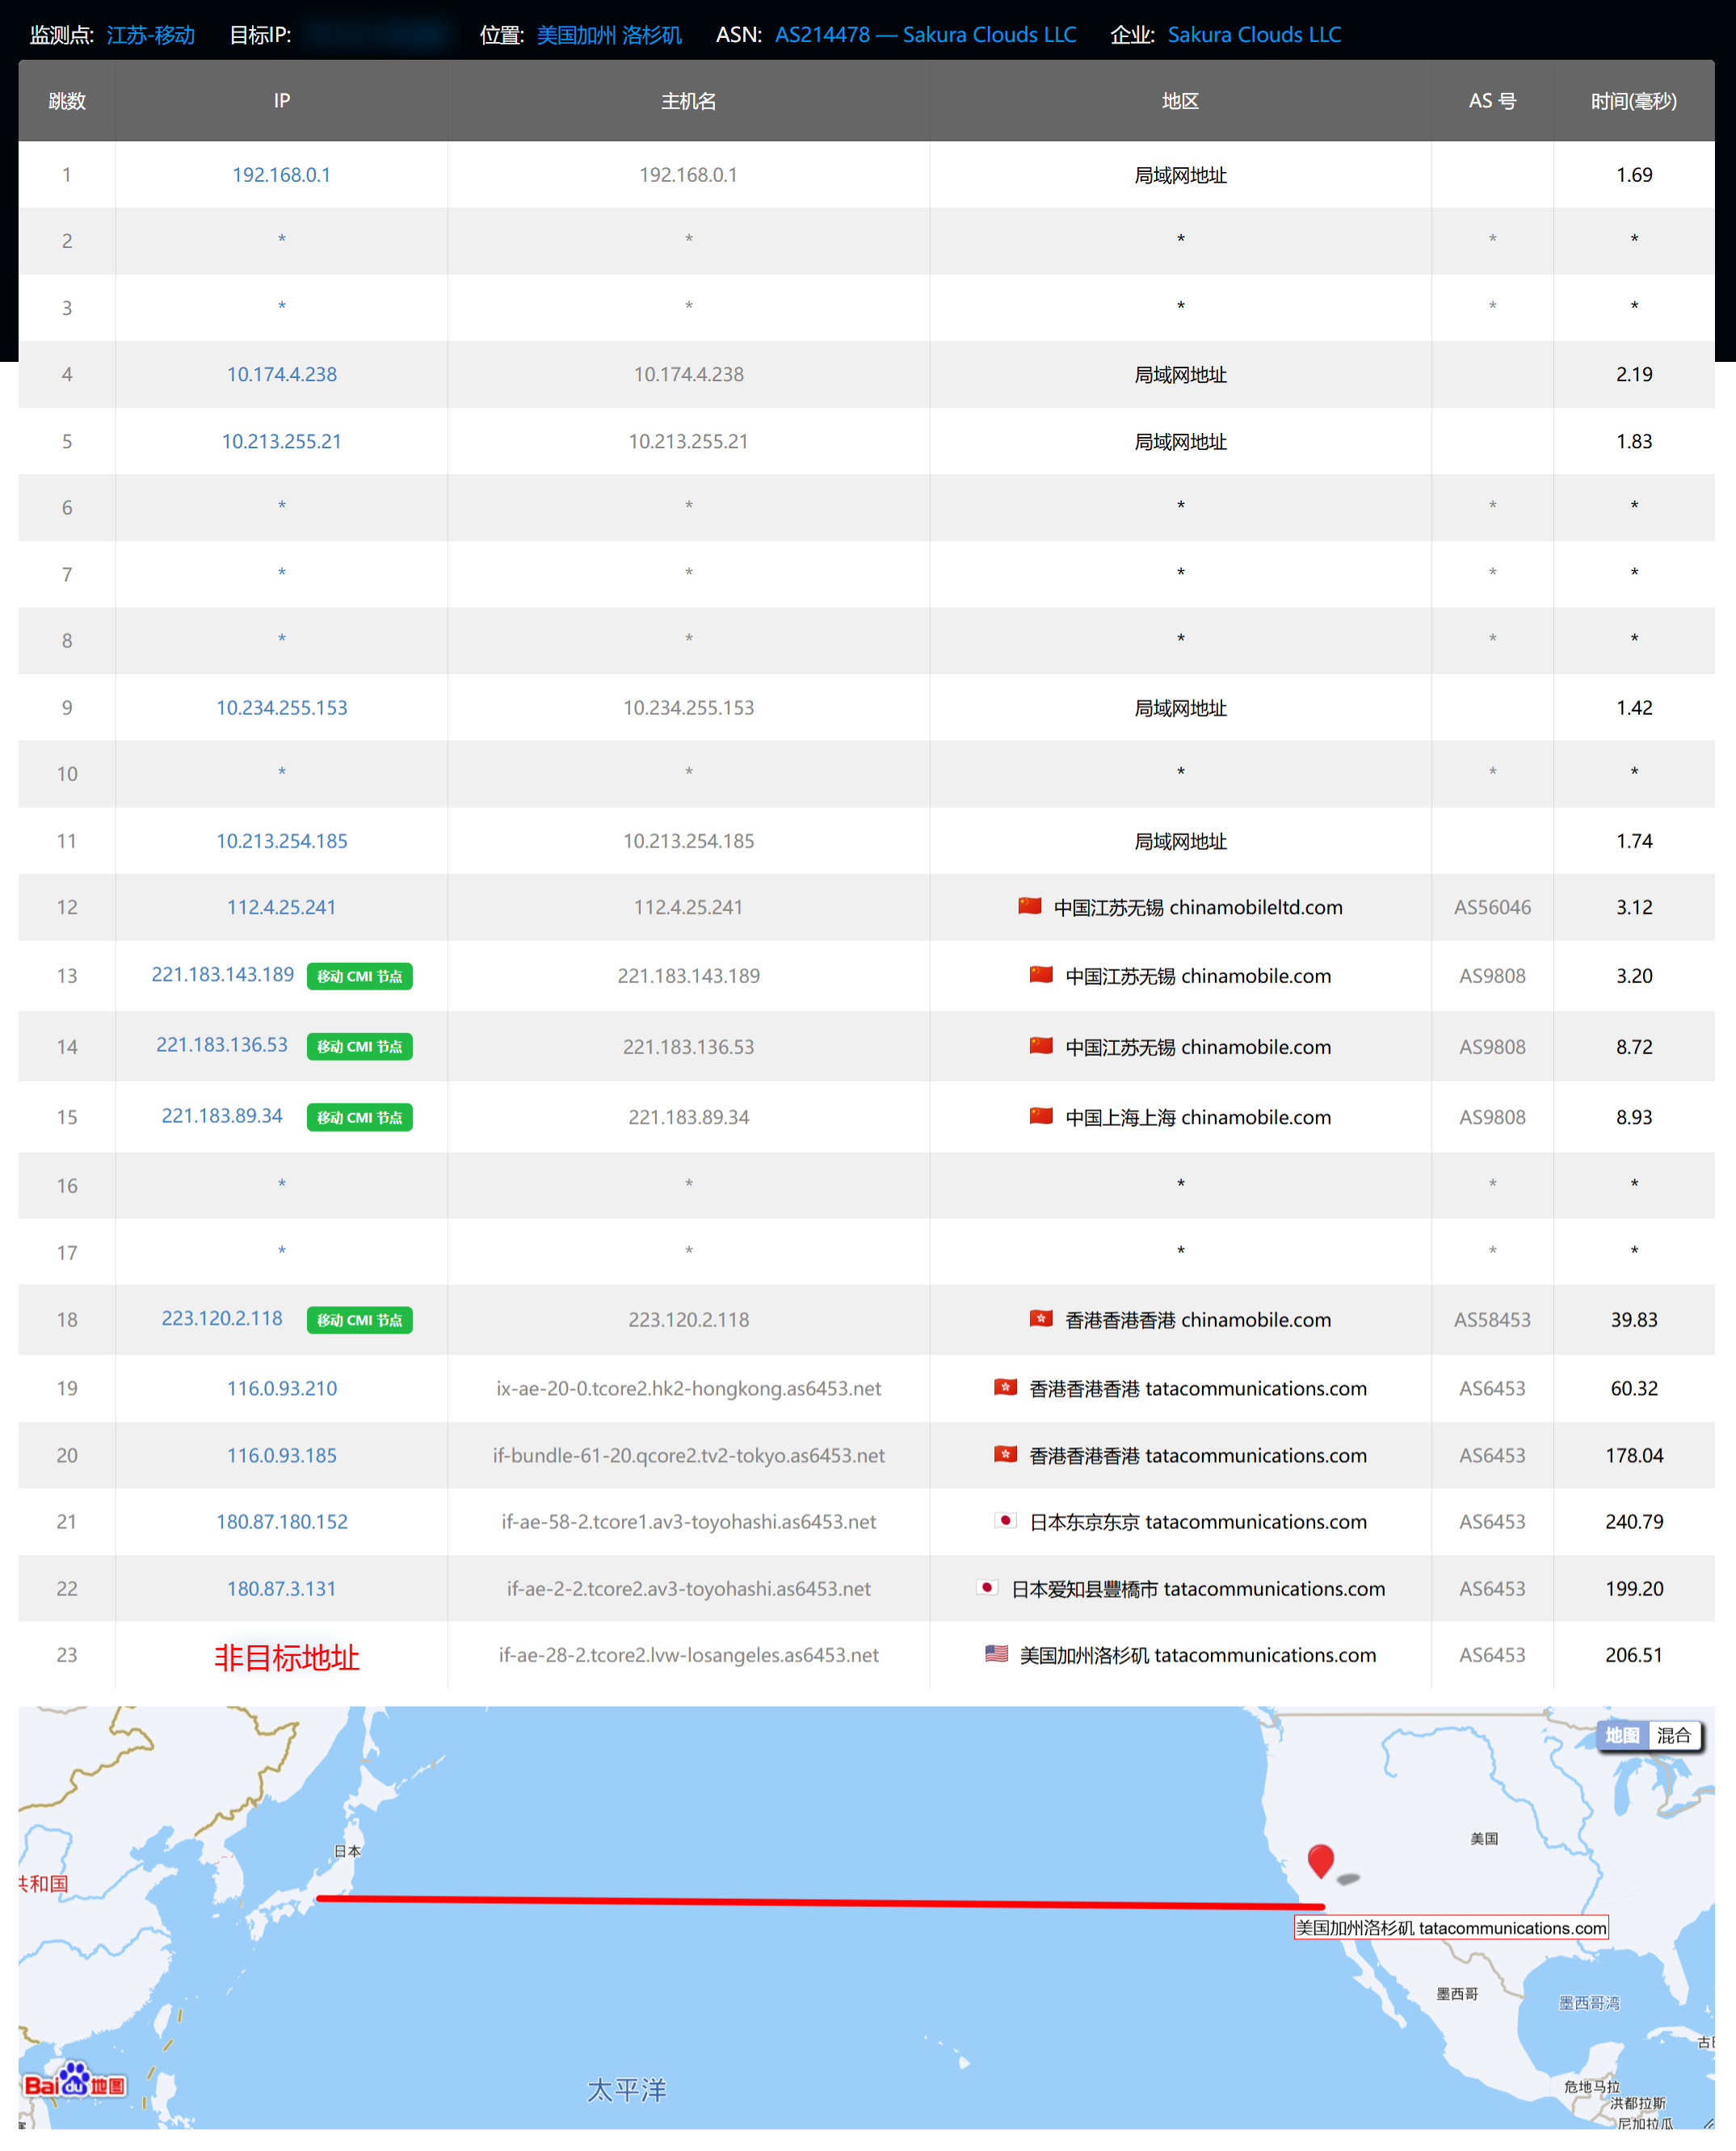 监测点: 江苏-移动 目标IP: 位置: 美国加州 洛杉矶 ASN: AS214478 — Sakura Clouds LLC 企业: Sakura Clouds LLC
跳数 IP 主机名 地区 AS 号 时间(毫秒)
1 192.168.0.1 192.168.0.1 局域网地址 1.69
2 * * * * *
3 * * * * *
4 10.174.4.238 10.174.4.238 局域网地址 2.19
5 10.213.255.21 10.213.255.21 局域网地址 1.83
6 * * * * *
7 * * * * *
8 * * * * *
9 10.234.255.153 10.234.255.153 局域网地址 1.42
10 * * * * *
11 10.213.254.185 10.213.254.185 局域网地址 1.74
12 112.4.25.241 112.4.25.241 中国江苏无锡 chinamobileltd.com AS56046 3.12
13 221.183.143.189 移动 CMI 节点 221.183.143.189 中国江苏无锡 chinamobile.com AS9808 3.20
14 221.183.136.53 移动 CMI 节点 221.183.136.53 中国江苏无锡 chinamobile.com AS9808 8.72
15 221.183.89.34 移动 CMI 节点 221.183.89.34 中国上海上海 chinamobile.com AS9808 8.93
16 * * * * *
17 * * * * *
18 223.120.2.118 移动 CMI 节点 223.120.2.118 香港香港香港 chinamobile.com AS58453 39.83
19 116.0.93.210 ix-ae-20-0.tcore2.hk2-hongkong.as6453.net 香港香港香港 tatacommunications.com AS6453 60.32
20 116.0.93.185 if-bundle-61-20.qcore2.tv2-tokyo.as6453.net 香港香港香港 tatacommunications.com AS6453 178.04
21 180.87.180.152 if-ae-58-2.tcore1.av3-toyohashi.as6453.net 日本东京东京 tatacommunications.com AS6453 240.79
22 180.87.3.131 if-ae-2-2.tcore2.av3-toyohashi.as6453.net 日本爱知县豐橋市 tatacommunications.com AS6453 199.20
23 非目标地址 if-ae-28-2.tcore2.lvw-losangeles.as6453.net 美国加州洛杉矶 tatacommunications.com AS6453 206.51
地图 混合
美国
日本
共和国
美国加州洛杉矶 tatacommunications.com
墨西哥
墨西哥湾
危地马拉
太平洋
Bai du 地图
洪都拉斯
尼加拉瓜